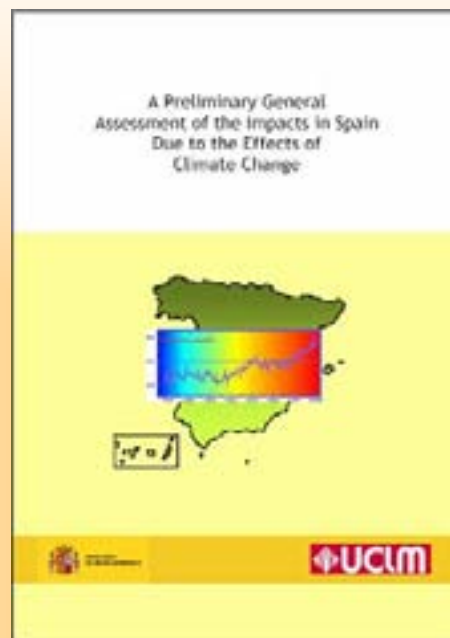 A Preliminary General
Assessment of the Impacts in Spain
Due to the Effects of
Climate Change
UCLM